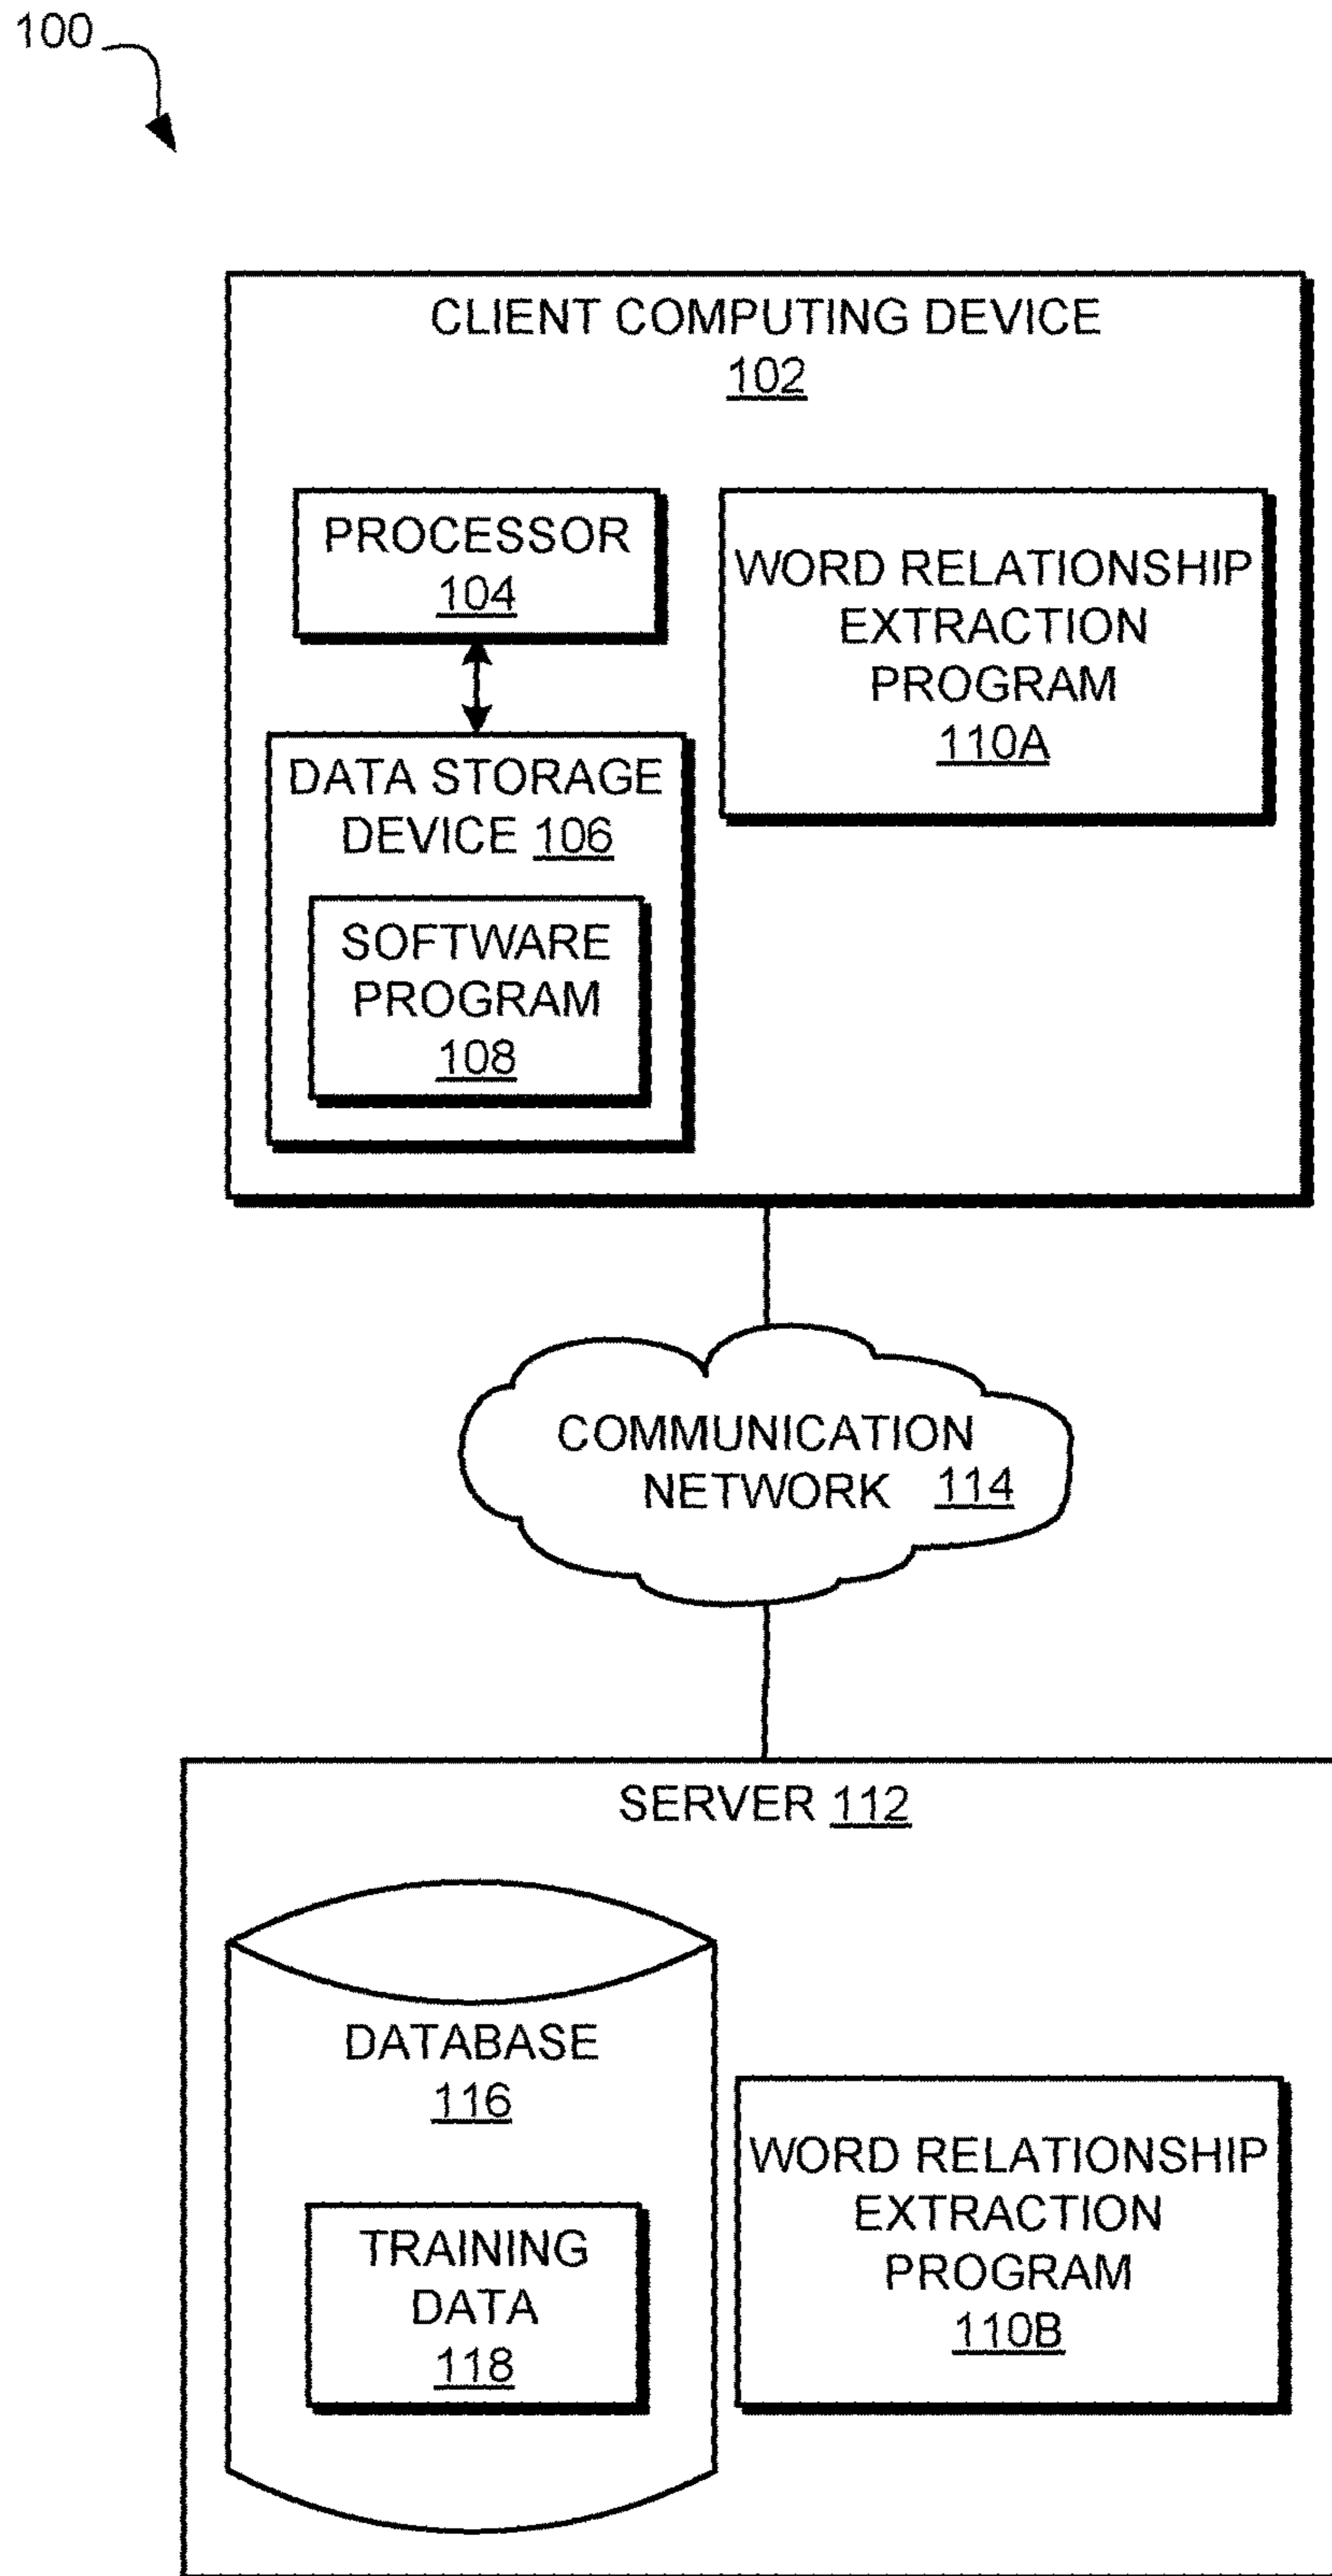 100
CLIENT COMPUTING DEVICE
102
PROCESSOR
104
WORD RELATIONSHIP
EXTRACTION
PROGRAM
110A
DATA STORAGE
DEVICE 106
SOFTWARE
PROGRAM
108
COMMUNICATION
NETWORK 114
SERVER 112
DATABASE
116
TRAINING
DATA
118
WORD RELATIONSHIP
EXTRACTION
PROGRAM
110B